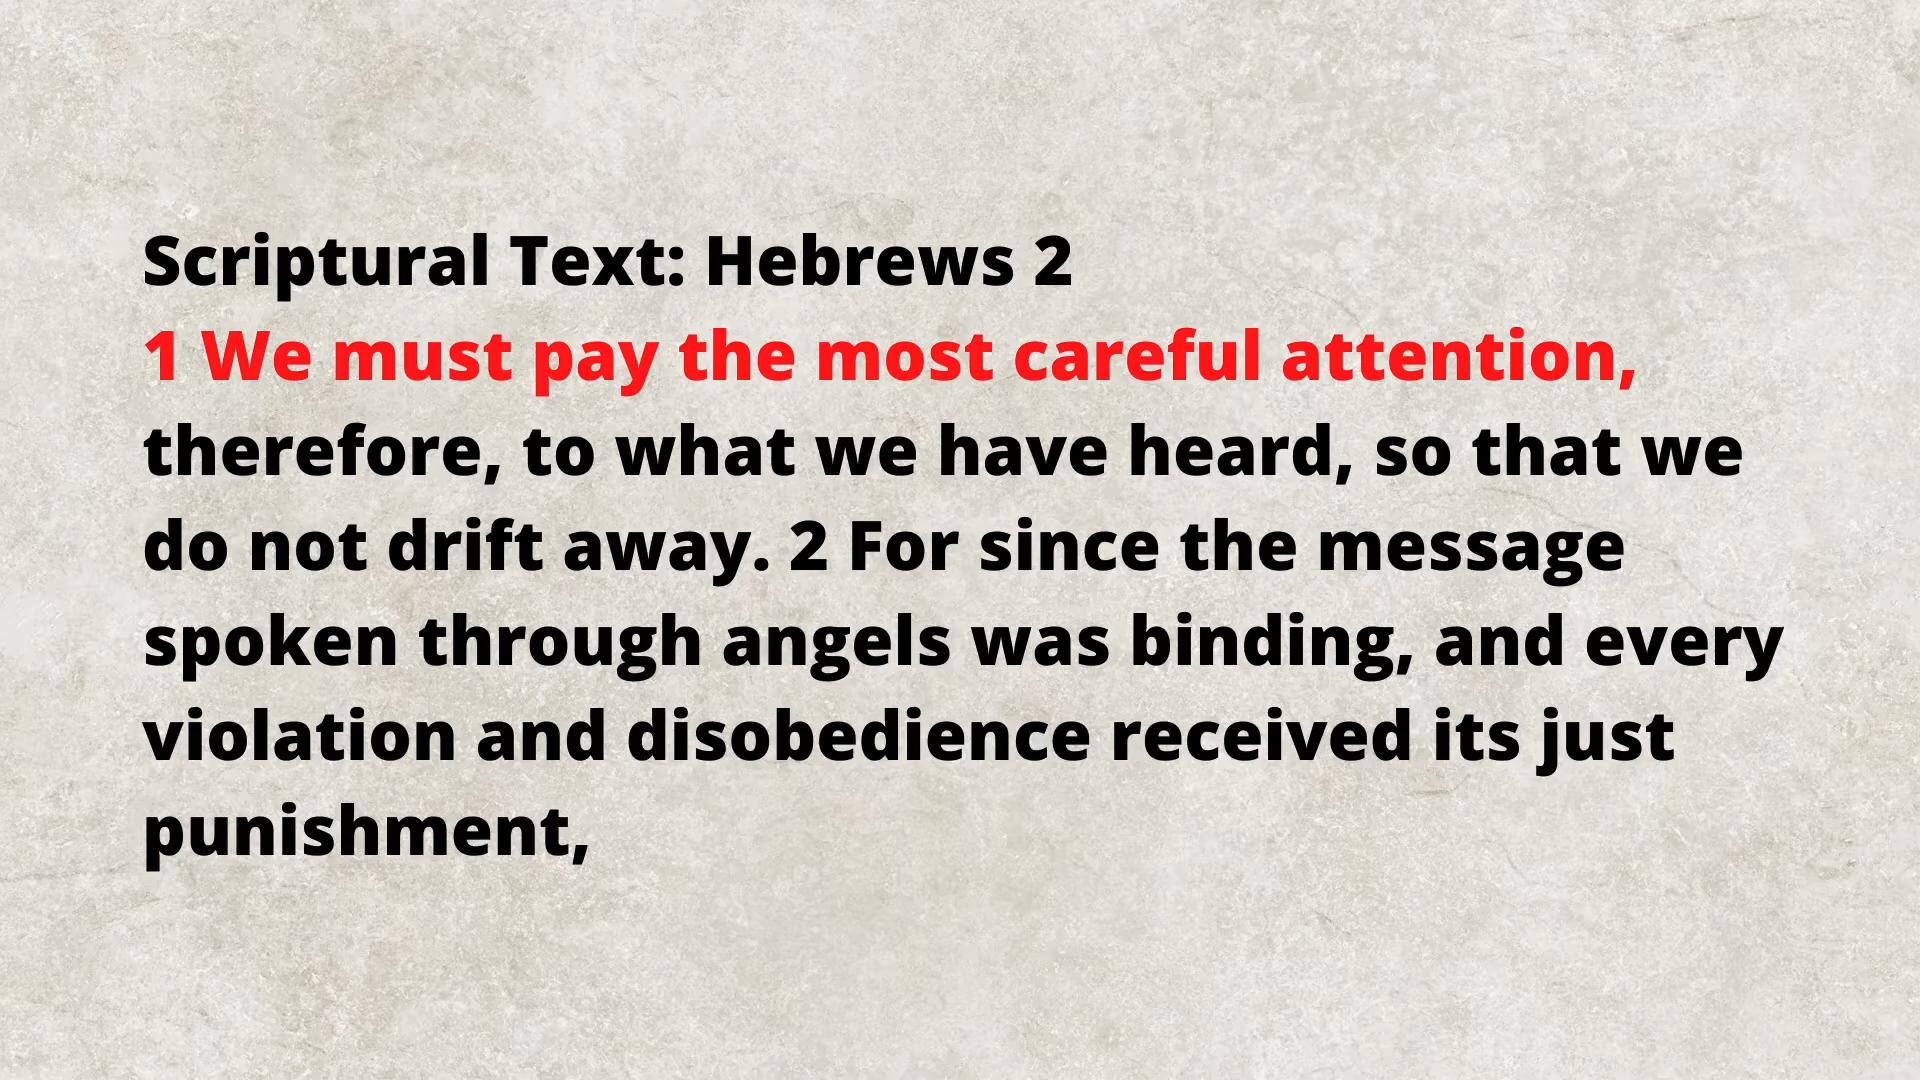 Scriptural Text: Hebrews 2
1 We must pay the most careful attention,
therefore, to what we have heard, so that we
do not drift away. 2 For since the message
spoken through angels was binding, and every
violation and disobedience received its just
punishment,